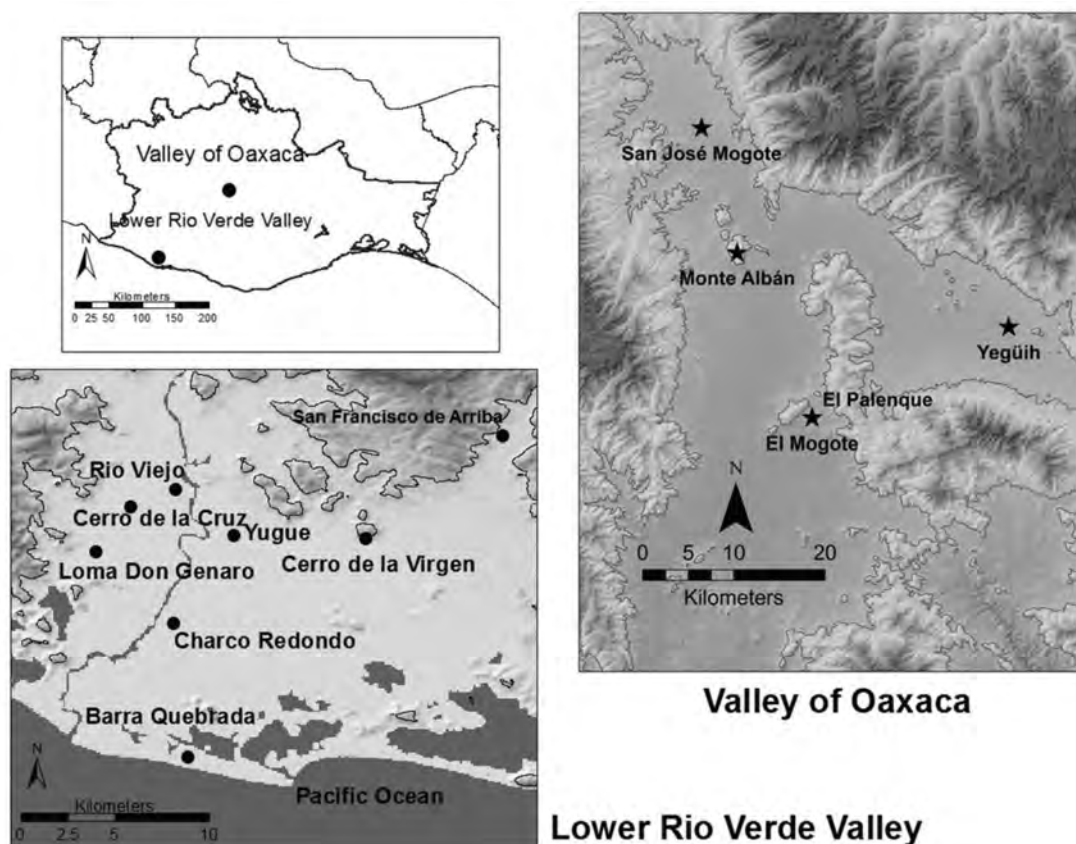 Valley of Oaxaca
Lower Rio Verde Valley
N
Kilometers
0 25 50 100 150 200
San José Mogote
Monte Albán
Yegüih
El Palenque
El Mogote
N
0 5 10 20
Kilometers
Valley of Oaxaca
San Francisco de Arriba
Rio Viejo
Cerro de la Cruz
Yugue
Cerro de la Virgen
Loma Don Genaro
Charco Redondo
Barra Quebrada
N
Pacific Ocean
Kilometers
0 2.5 5 10
Lower Rio Verde Valley